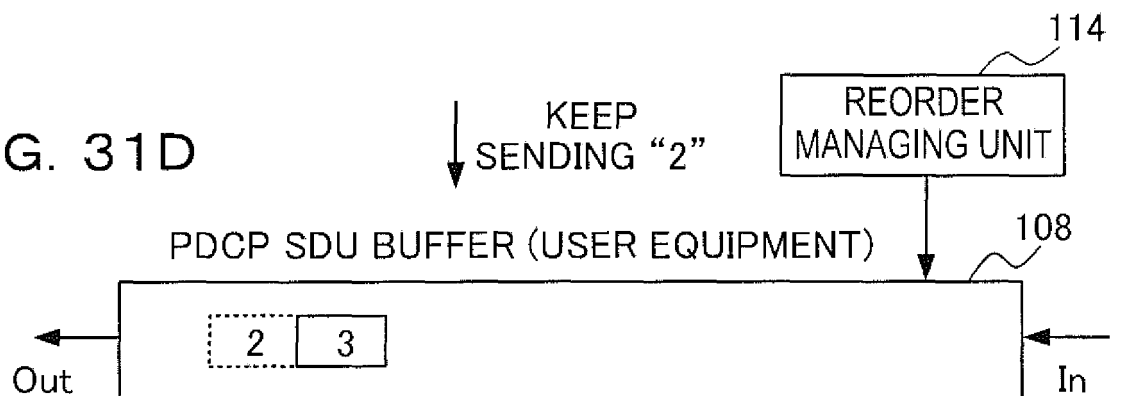 114
REORDER
MANAGING UNIT
G. 31D
KEEP
SENDING “2”
PDCP SDU BUFFER (USER EQUIPMENT)
108
2 3
Out
In